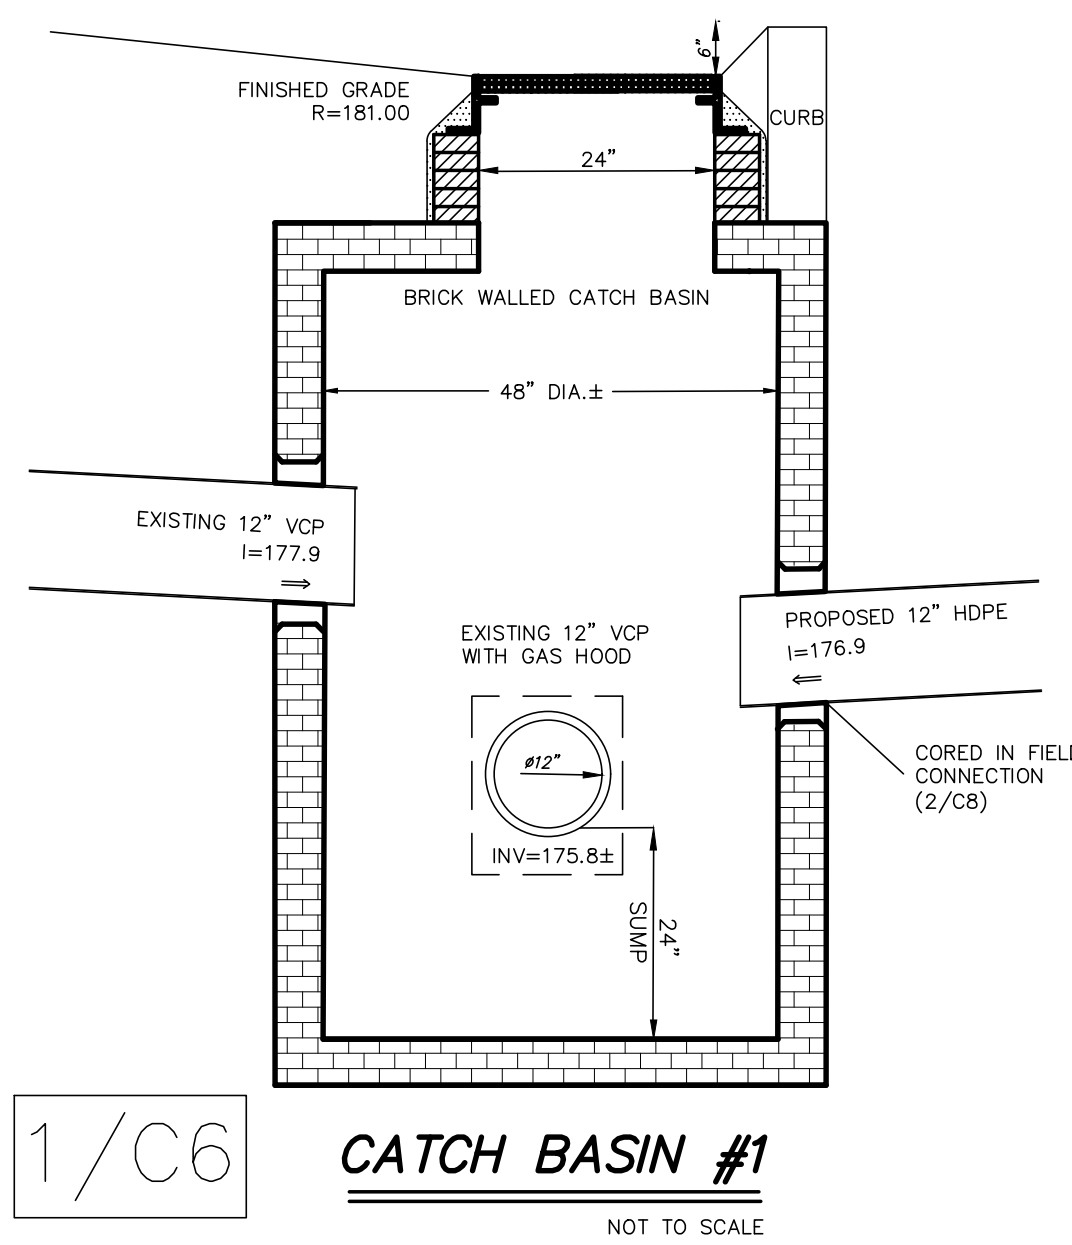 6"
FINISHED GRADE
R=181.00
CURB
24"
BRICK WALLED CATCH BASIN
48" DIA.±
EXISTING 12" VCP
I=177.9
⇒
PROPOSED 12" HDPE
I=176.9
⇐
EXISTING 12" VCP
WITH GAS HOOD
ø12"
INV=175.8±
24"
SUMP
CORED IN FIELD
CONNECTION
(2/C8)
1/C6
CATCH BASIN #1
NOT TO SCALE